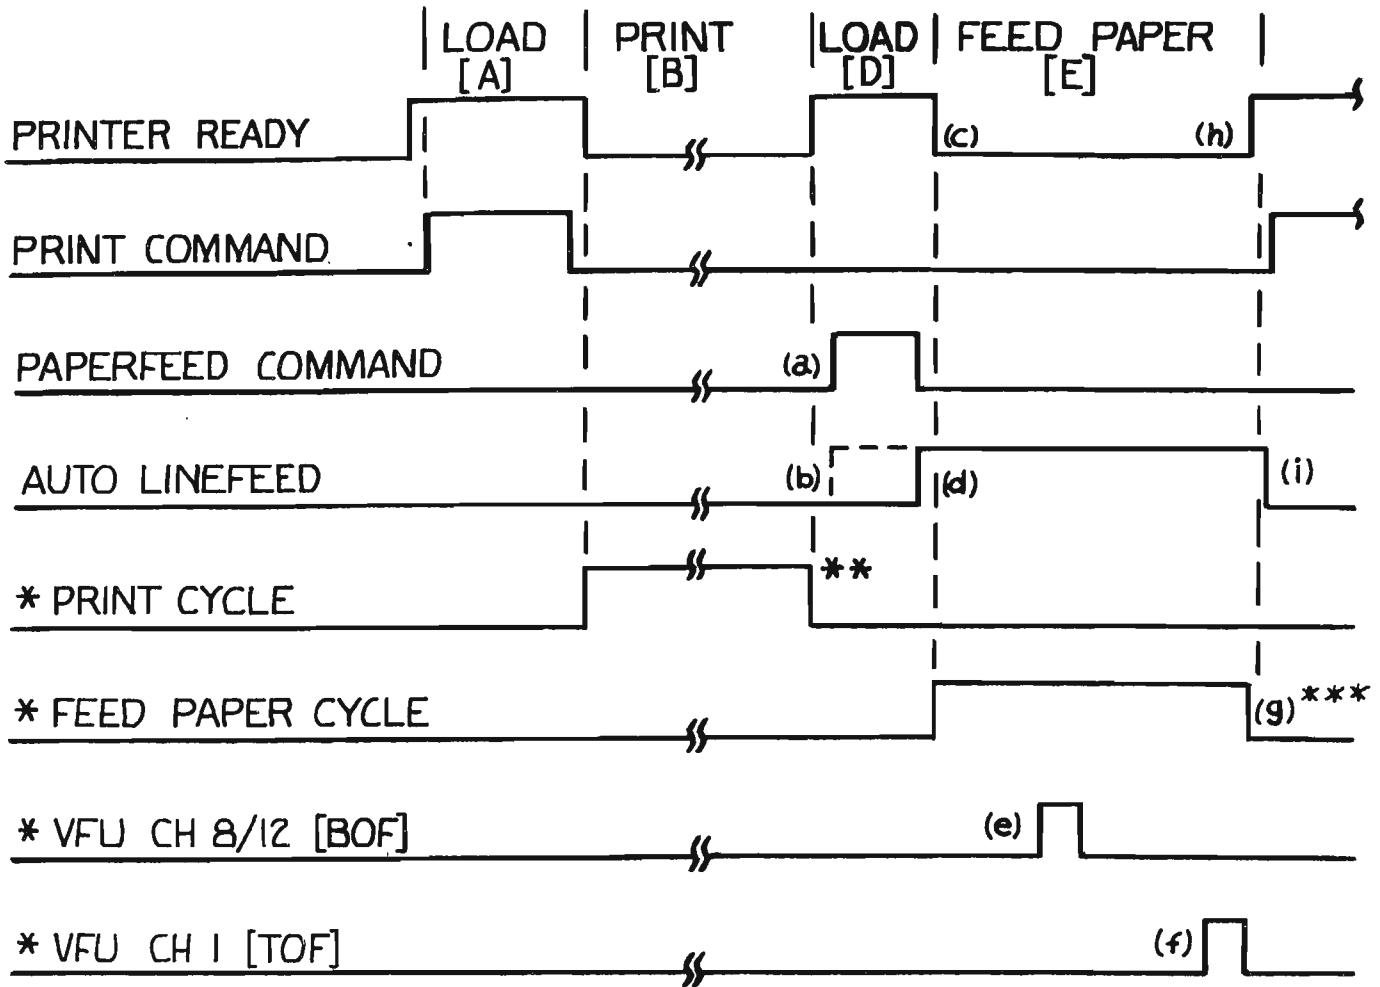 LOAD PRINT LOAD FEED PAPER
[A] [B] [D] [E]
PRINTER READY (c) (h)
PRINT COMMAND
PAPERFEED COMMAND (a)
AUTO LINEFEED (b) (d) (i)
* PRINT CYCLE **
* FEED PAPER CYCLE (g) ***
* VFU CH 8/12 [BOF] (e)
* VFU CH 1 [TOF] (f)